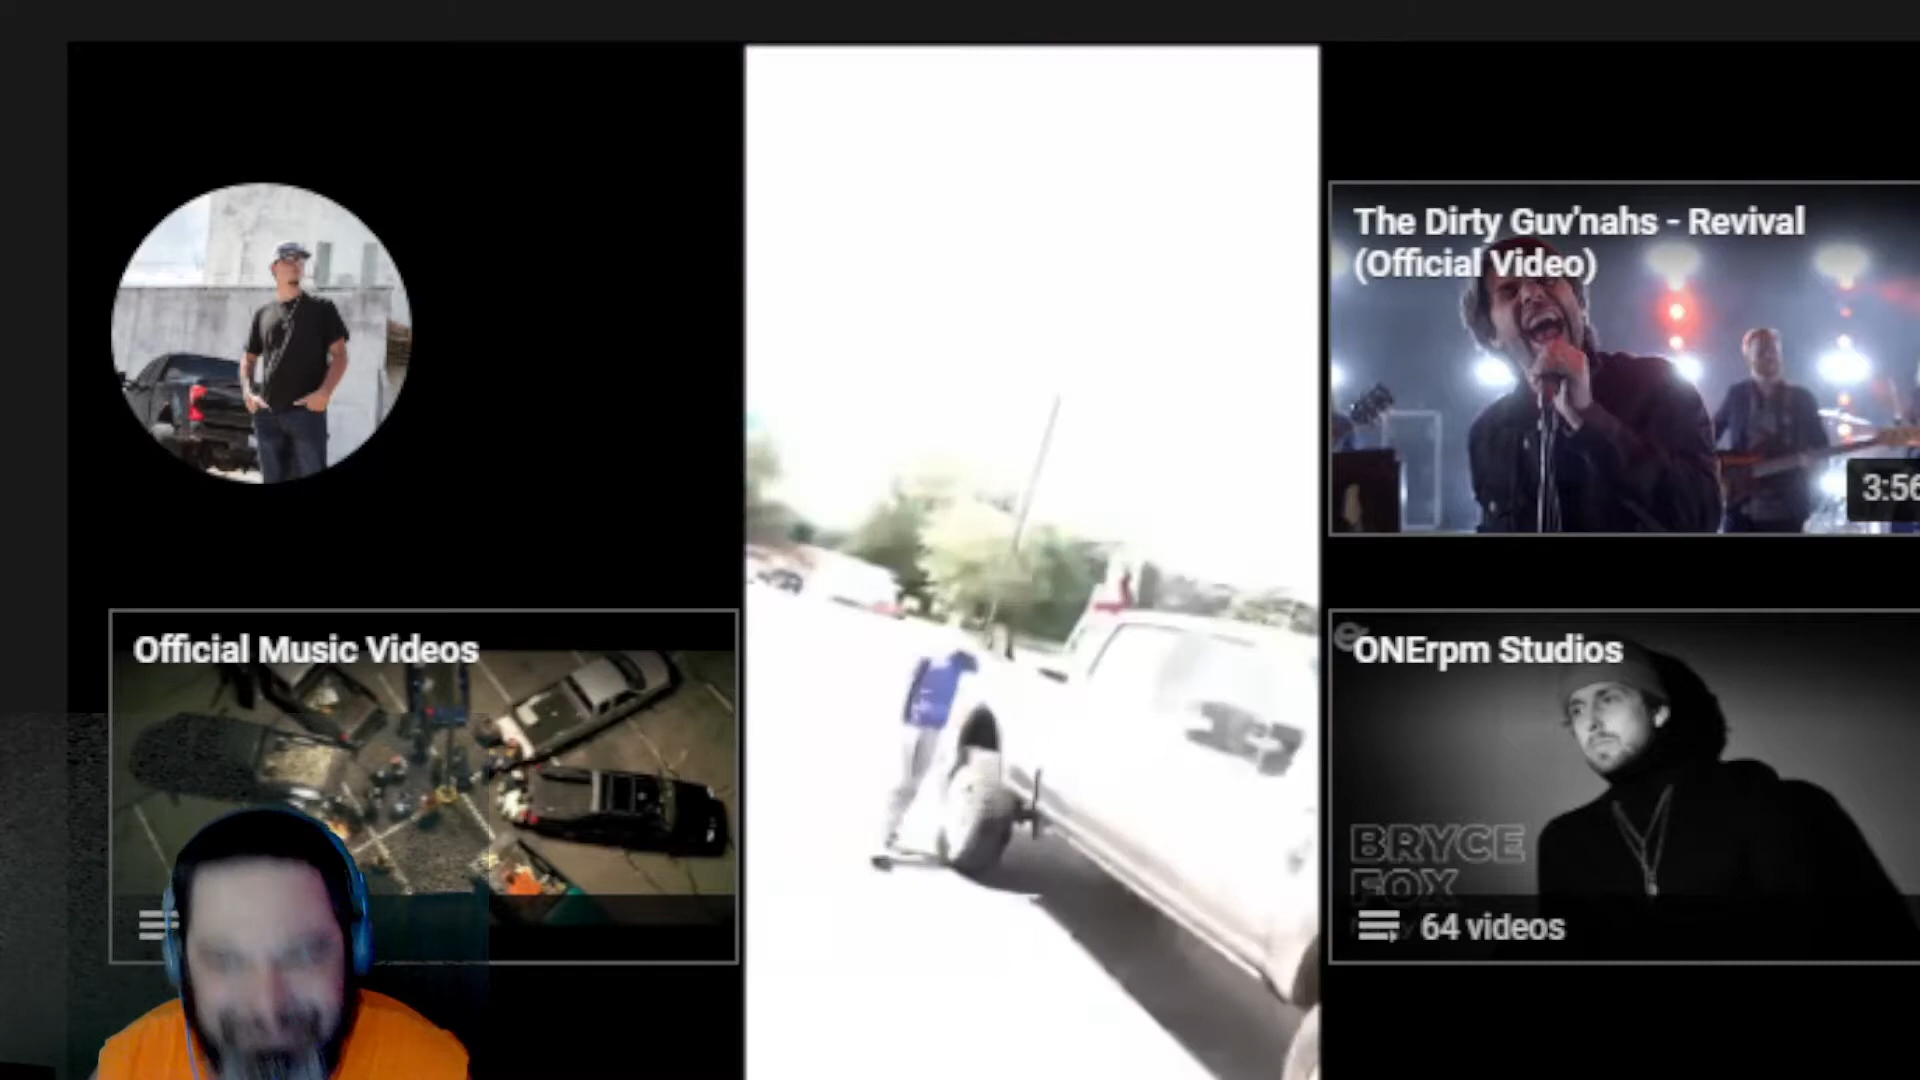 The Dirty Guv'nahs - Revival
(Official Video)
3:56
Official Music Videos
ONErpm Studios
BRYCE
FOX
64 videos